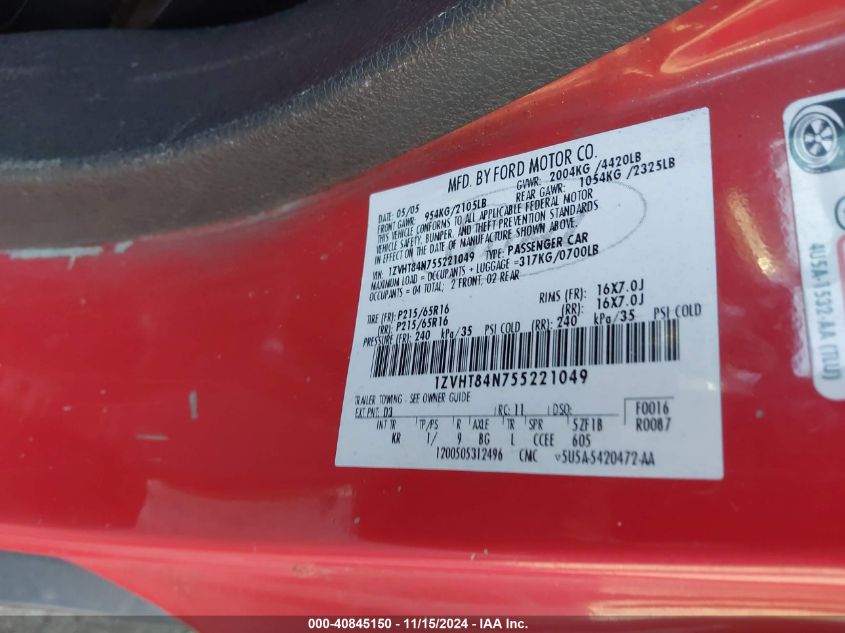 MFD. BY FORD MOTOR CO.
DATE: 05/05 GVWR: 2004KG /4420LB
FRONT GAWR: 954KG/2105LB REAR GAWR: 1054KG /2325LB
THIS VEHICLE CONFORMS TO ALL APPLICABLE FEDERAL MOTOR
VEHICLE SAFETY, BUMPER, AND THEFT PREVENTION STANDARDS
IN EFFECT ON THE DATE OF MANUFACTURE SHOWN ABOVE.
VIN: 1ZVHT84N755221049 TYPE: PASSENGER CAR
MAXIMUM LOAD = OCCUPANTS + LUGGAGE =317KG/0700LB
OCCUPANTS = 04 TOTAL; 2 FRONT; 02 REAR
TIRE (FR): P215/65R16 RIMS (FR): 16X7.0J
(RR): P215/65R16 (RR): 16X7.0J
PRESSURE (FR): 240 kPa/35 PSI COLD (RR): 240 kPa/35 PSI COLD
1ZVHT84N755221049
TRAILER TOWING - SEE OWNER GUIDE
EXT PNT: D3 RC: 11 DSO: F0016
INT TR TP/PS R AXLE TR SPR 5ZF1B R0087
KR 1/ 9 BG L CCEE 605
120050531249​6 CMC 5U5A-5420472-AA
4U5A-1532 AA (TLU)
000-40845150 - 11/15/2024 - IAA Inc.